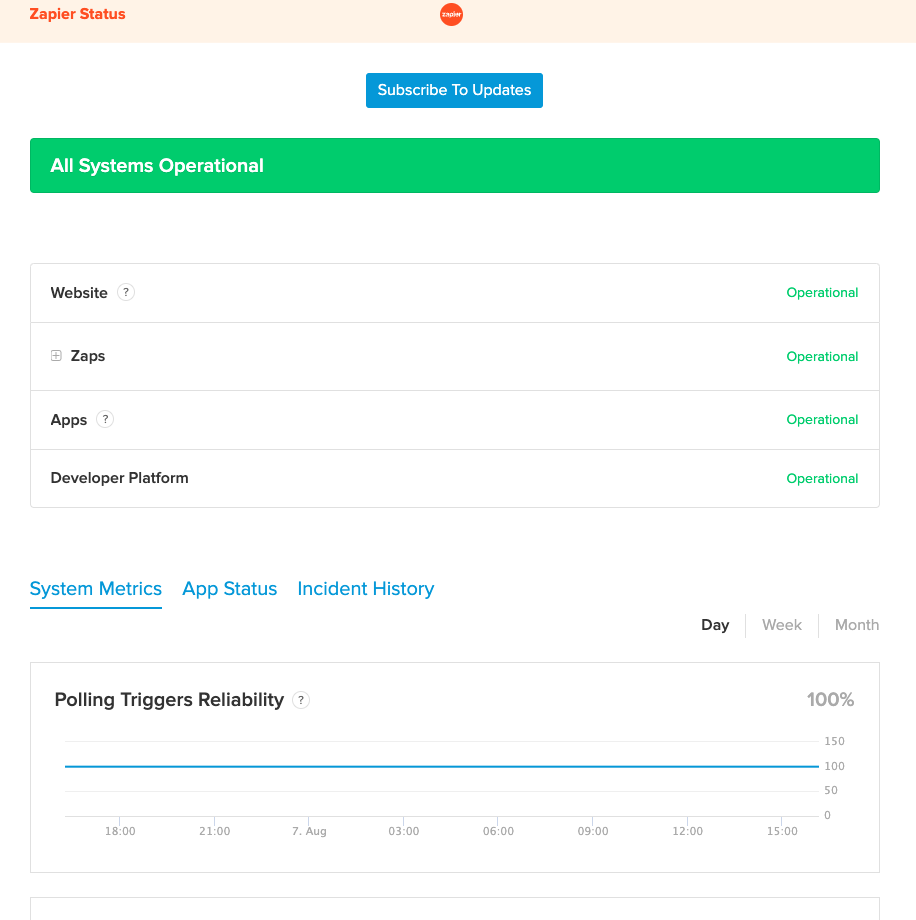 Zapier Status
zapier
Subscribe To Updates
All Systems Operational
Website ? Operational
Zaps Operational
Apps ? Operational
Developer Platform Operational
System Metrics App Status Incident History
Day Week Month
Polling Triggers Reliability ? 100%
150
100
50
0
18:00 21:00 7. Aug 03:00 06:00 09:00 12:00 15:00